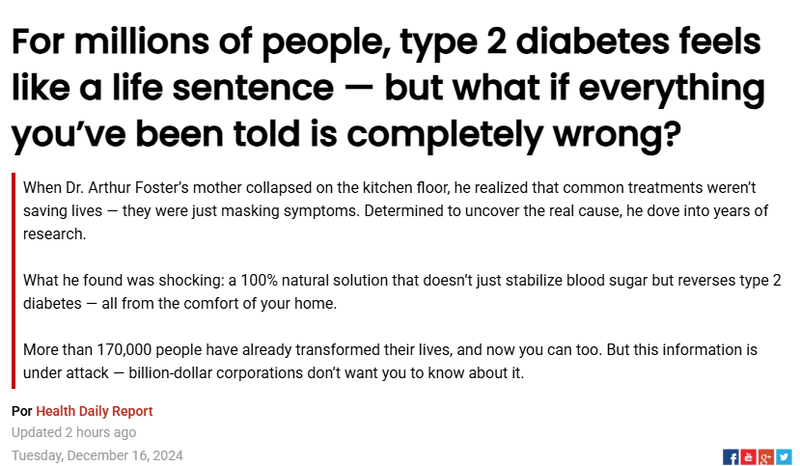 For millions of people, type 2 diabetes feels
like a life sentence — but what if everything
you've been told is completely wrong?
When Dr. Arthur Foster's mother collapsed on the kitchen floor, he realized that common treatments weren't
saving lives — they were just masking symptoms. Determined to uncover the real cause, he dove into years of
research.
What he found was shocking: a 100% natural solution that doesn't just stabilize blood sugar but reverses type 2
diabetes — all from the comfort of your home.
More than 170,000 people have already transformed their lives, and now you can too. But this information is
under attack — billion-dollar corporations don't want you to know about it.
Por Health Daily Report
Updated 2 hours ago
Tuesday, December 16, 2024